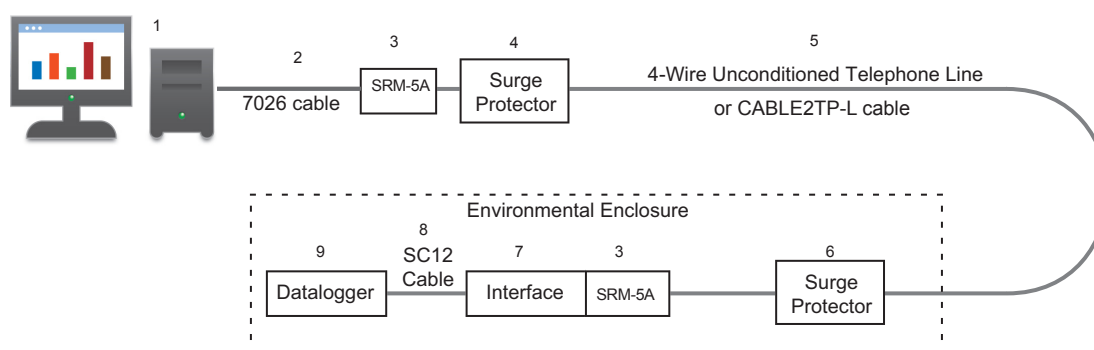 1
2
3
4
5
7026 cable
SRM-5A
Surge
Protector
4-Wire Unconditioned Telephone Line
or CABLE2TP-L cable
Environmental Enclosure
9
8
SC12
Cable
7
3
6
Datalogger
Interface
SRM-5A
Surge
Protector